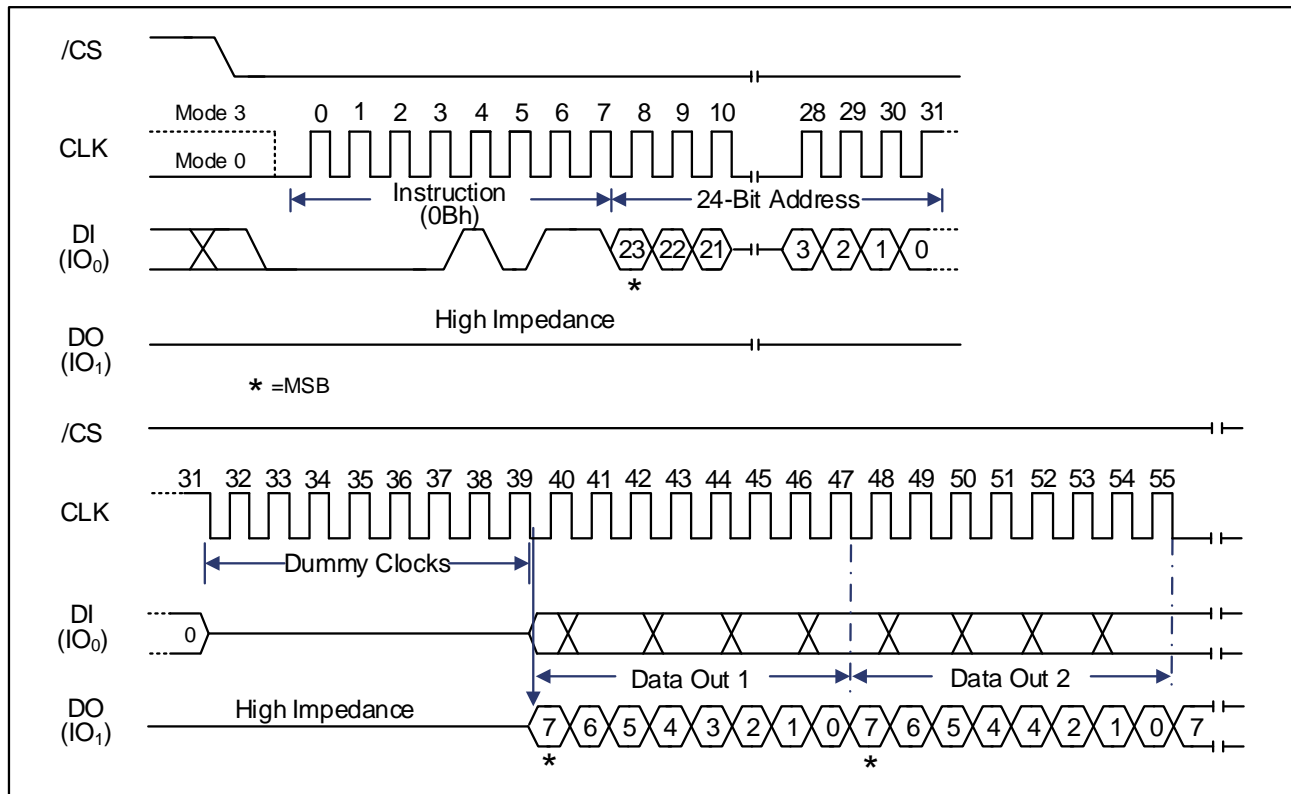 /CS
Mode 3 0 1 2 3 4 5 6 7 8 9 10 28 29 30 31
CLK
Mode 0
Instruction (0Bh)
24-Bit Address
DI (IO₀)
23 22 21 3 2 1 0
*
High Impedance
DO (IO₁)
* =MSB
/CS
31 32 33 34 35 36 37 38 39 40 41 42 43 44 45 46 47 48 49 50 51 52 53 54 55
CLK
Dummy Clocks
DI (IO₀)
0
Data Out 1 Data Out 2
High Impedance
DO (IO₁)
7 6 5 4 3 2 1 0 7 6 5 4 4 2 1 0 7
* *